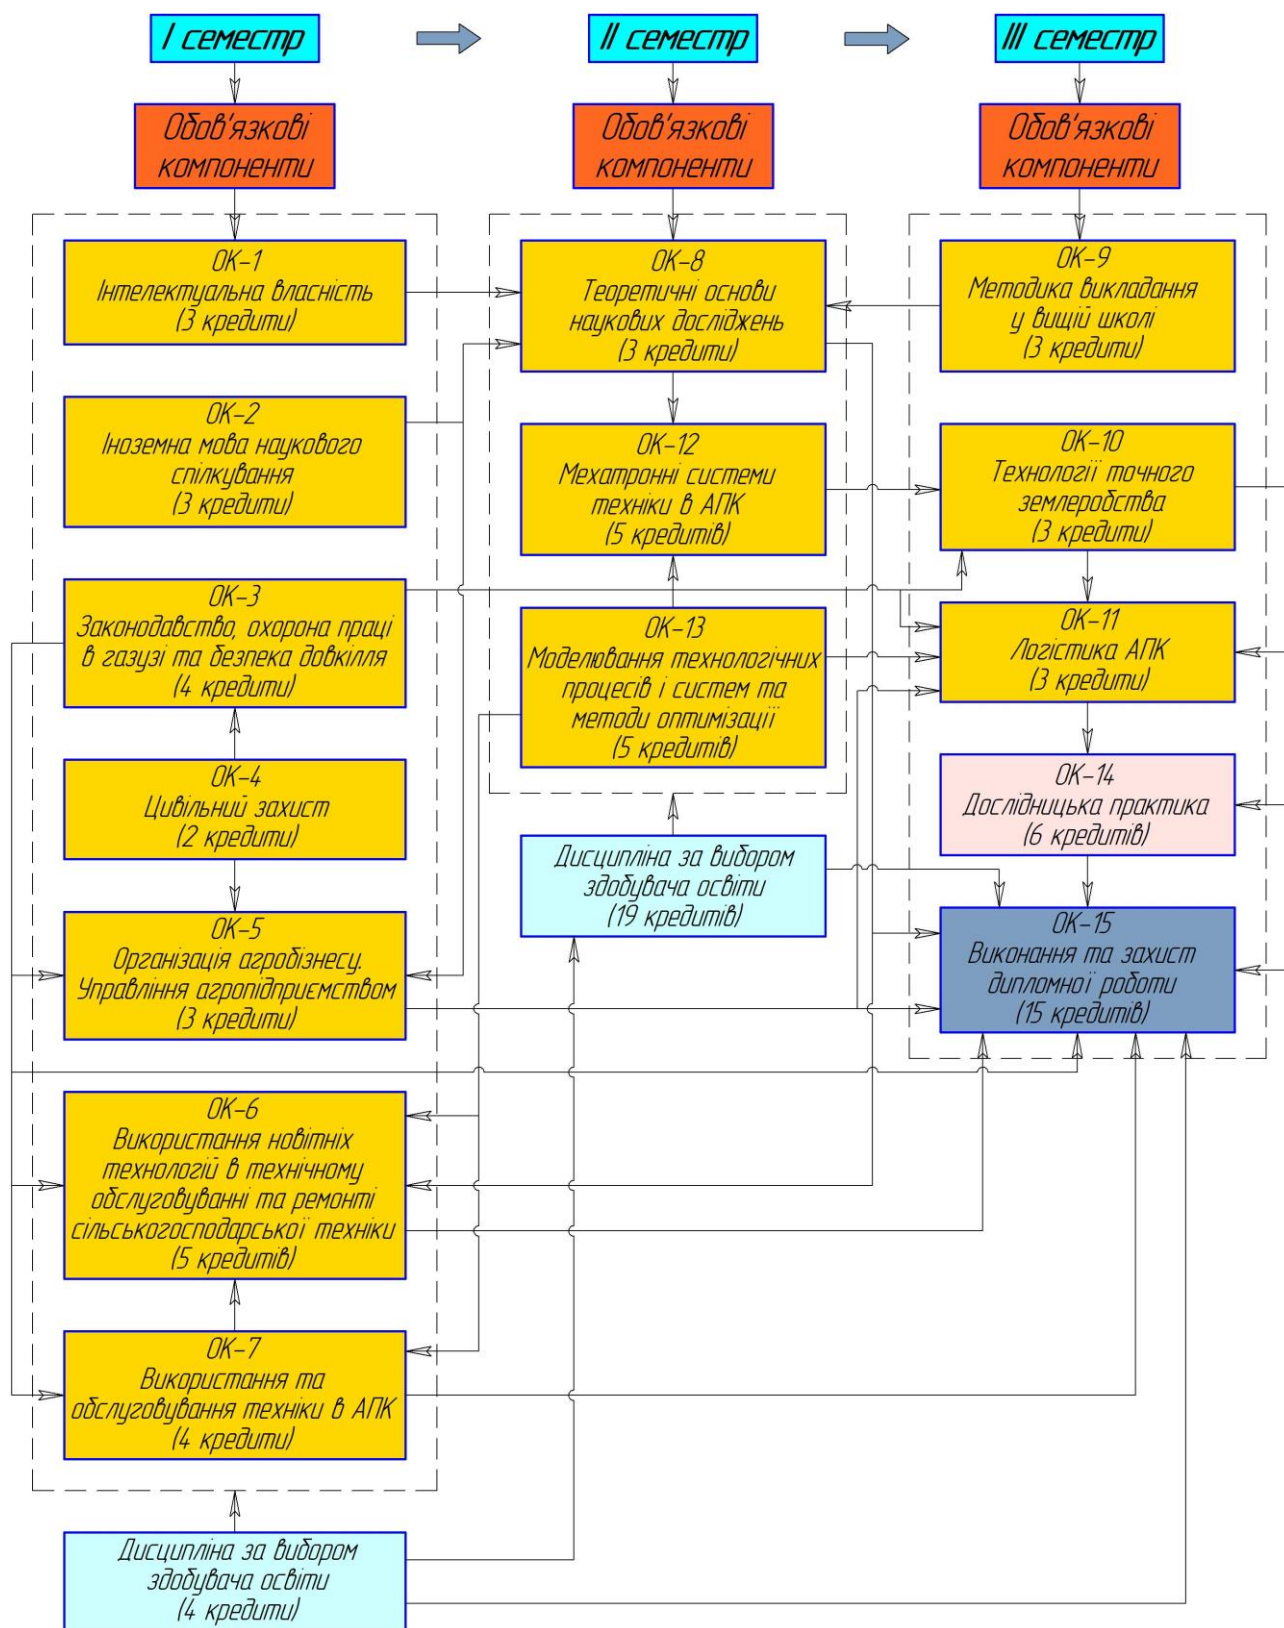 I семестр
II семестр
III семестр
Обов'язкові
компоненти
Обов'язкові
компоненти
Обов'язкові
компоненти
ОК-1
Інтелектуальна власність
(3 кредити)
ОК-2
Іноземна мова наукового
спілкування
(3 кредити)
ОК-3
Законодавство, охорона праці
в газузі та безпека довкілля
(4 кредити)
ОК-4
Цивільний захист
(2 кредити)
ОК-5
Організація агробізнесу.
Управління агропідприємством
(3 кредити)
ОК-6
Використання новітніх
технологій в технічному
обслуговуванні та ремонті
сільськогосподарської техніки
(5 кредитів)
ОК-7
Використання та
обслуговування техніки в АПК
(4 кредити)
Дисципліна за вибором
здобувача освіти
(4 кредити)
ОК-8
Теоретичні основи
наукових досліджень
(3 кредити)
ОК-12
Мехатронні системи
техніки в АПК
(5 кредитів)
ОК-13
Моделювання технологічних
процесів і систем та
методи оптимізації
(5 кредитів)
Дисципліна за вибором
здобувача освіти
(19 кредитів)
ОК-9
Методика викладання
у вищій школі
(3 кредити)
ОК-10
Технології точного
землеробства
(3 кредити)
ОК-11
Логістика АПК
(3 кредити)
ОК-14
Дослідницька практика
(6 кредитів)
ОК-15
Виконання та захист
дипломної роботи
(15 кредитів)